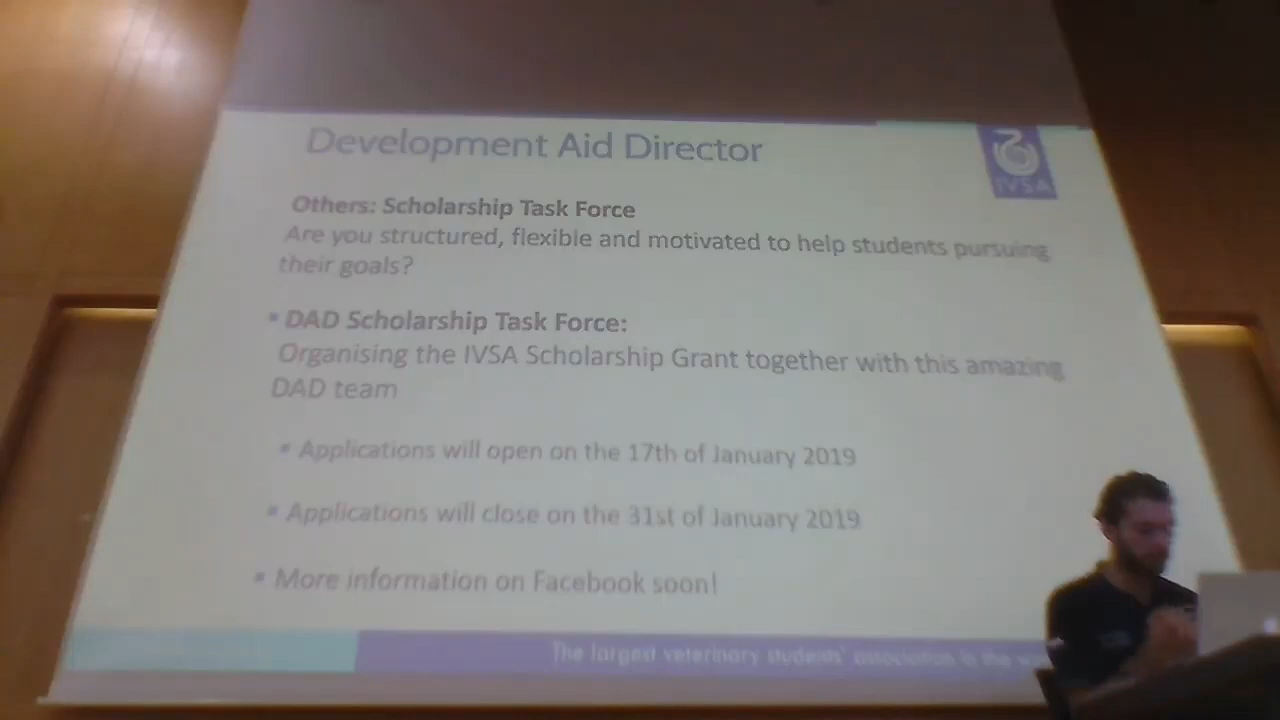 Development Aid Director
IVSA
Others: Scholarship Task Force
Are you structured, flexible and motivated to help students pursuing
their goals?
▪ DAD Scholarship Task Force:
Organising the IVSA Scholarship Grant together with this amazing
DAD team
▪ Applications will open on the 17th of January 2019
▪ Applications will close on the 31st of January 2019
▪ More information on Facebook soon!
The largest veterinary students' association in the